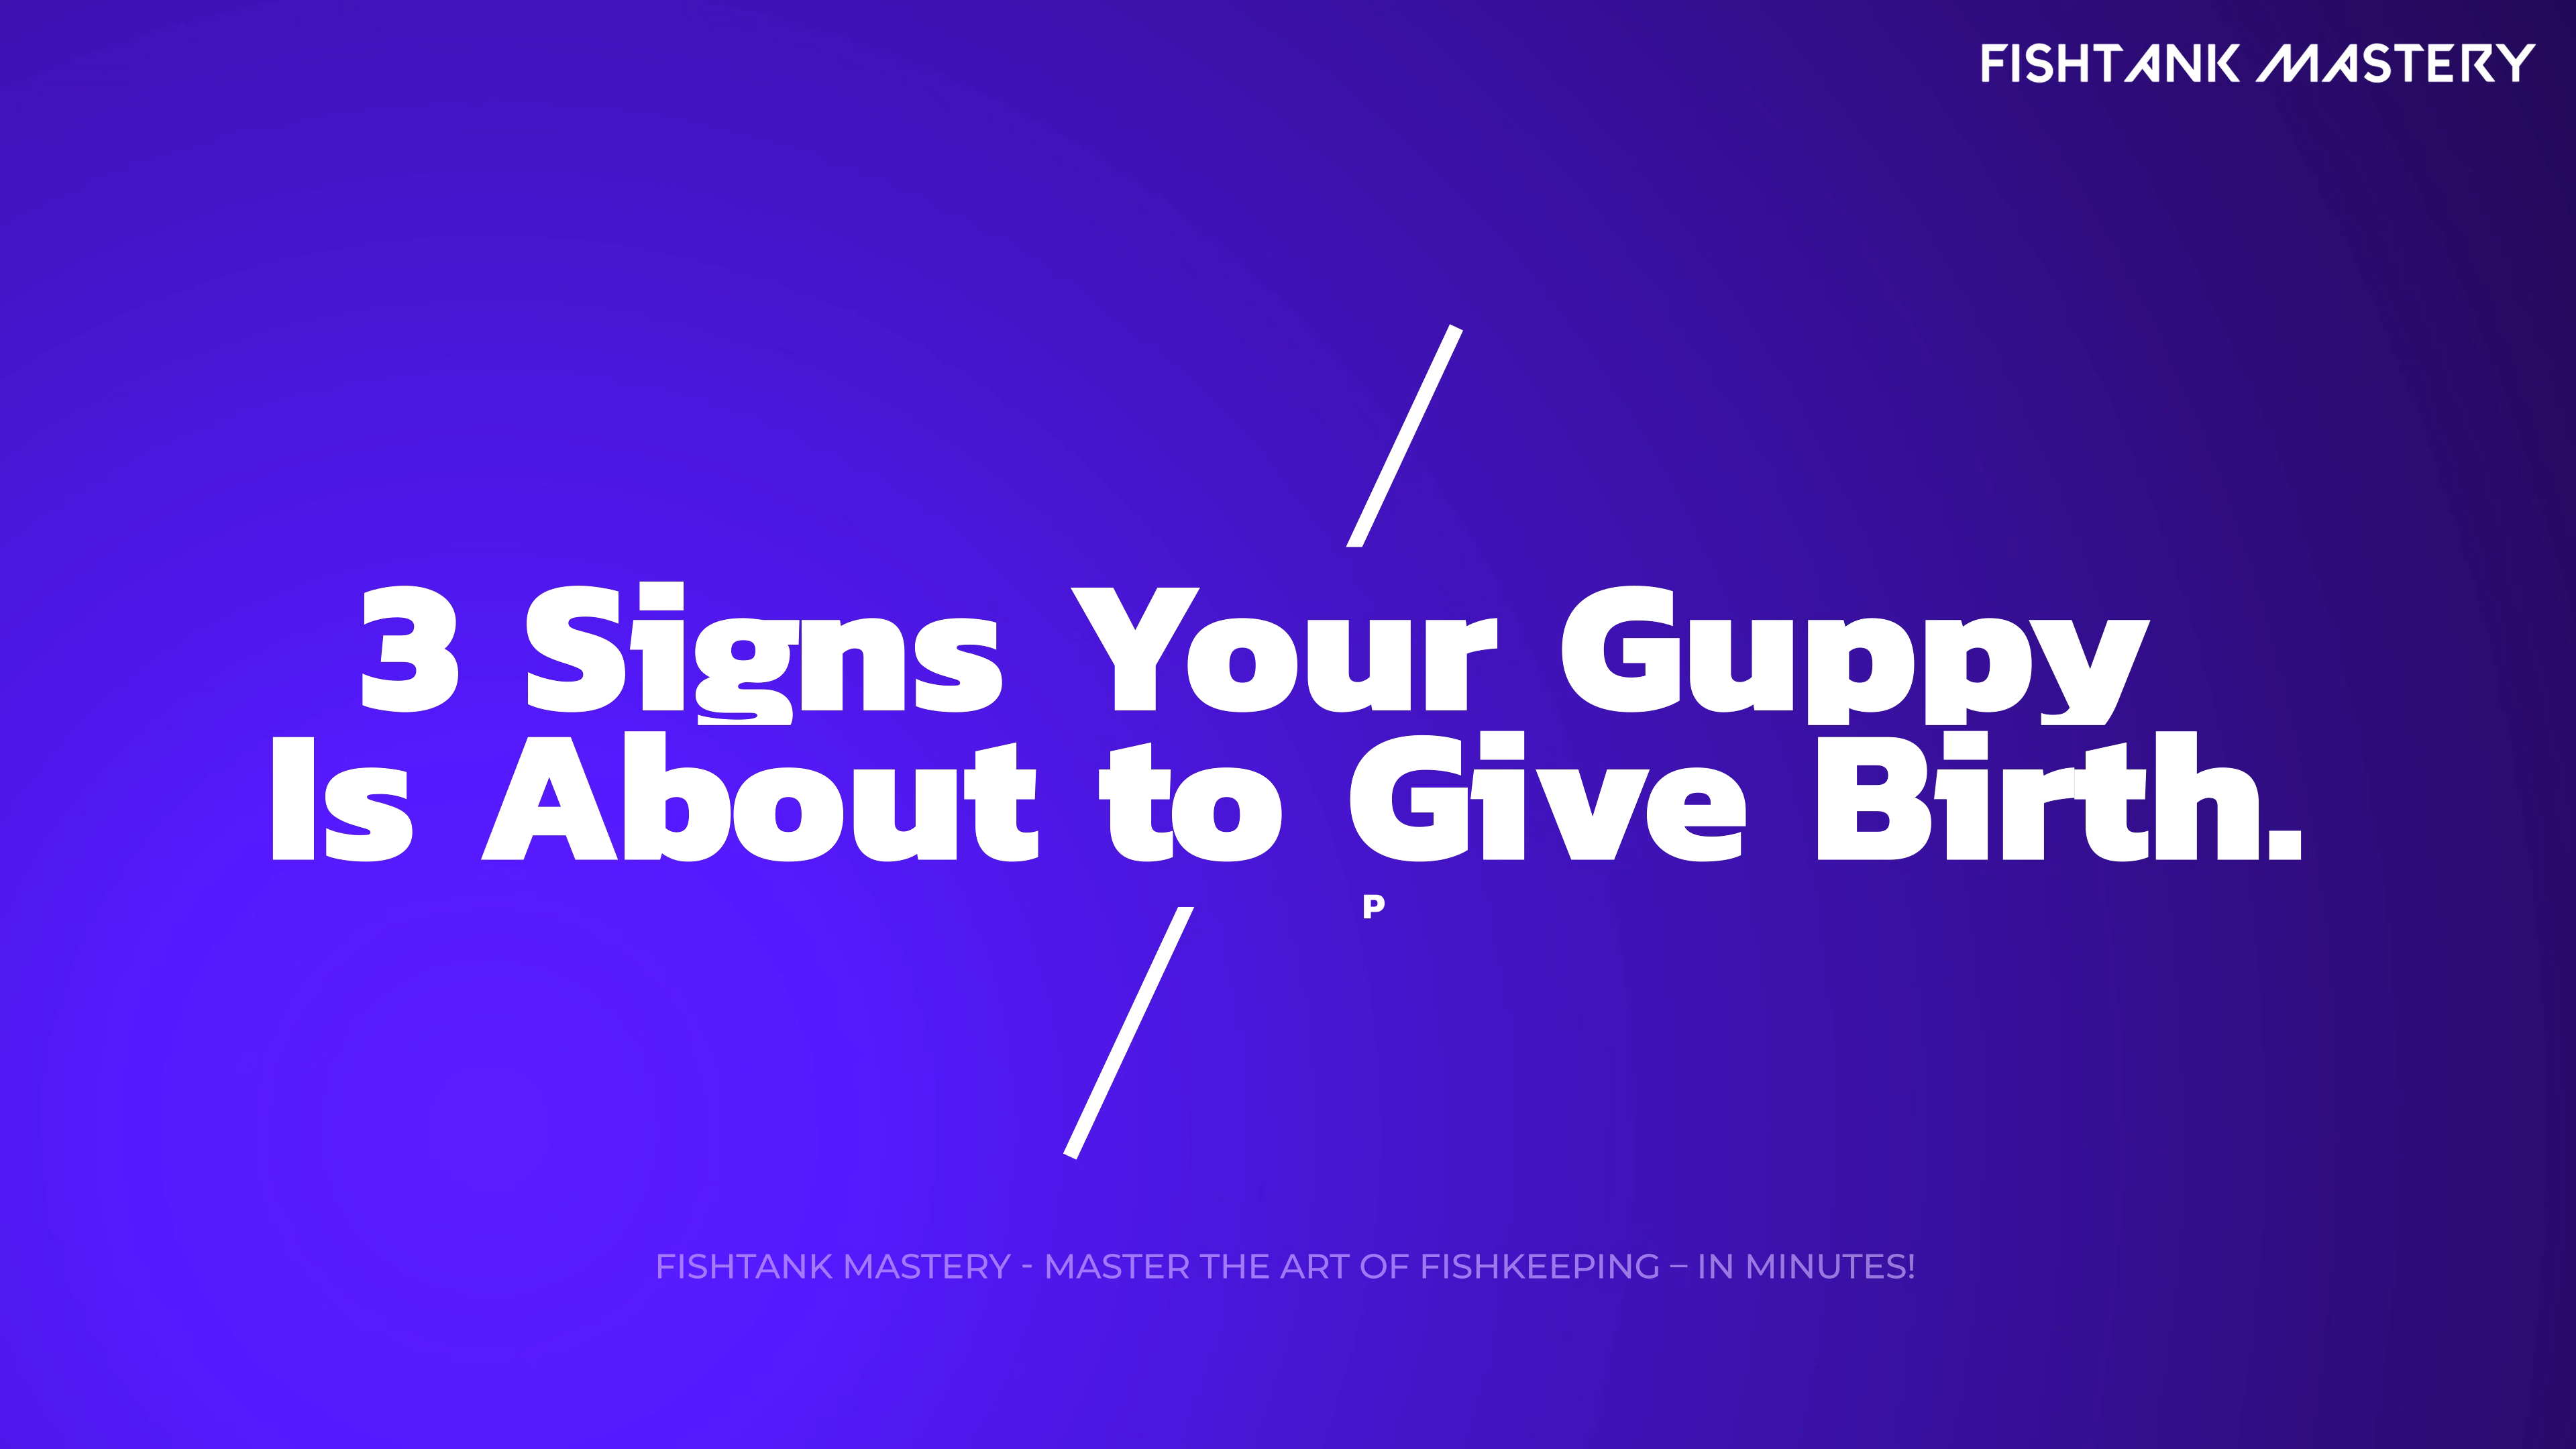 FISHTANK MASTERY
3 Signs Your Guppy
Is About to Give Birth.
P
FISHTANK MASTERY - MASTER THE ART OF FISHKEEPING – IN MINUTES!